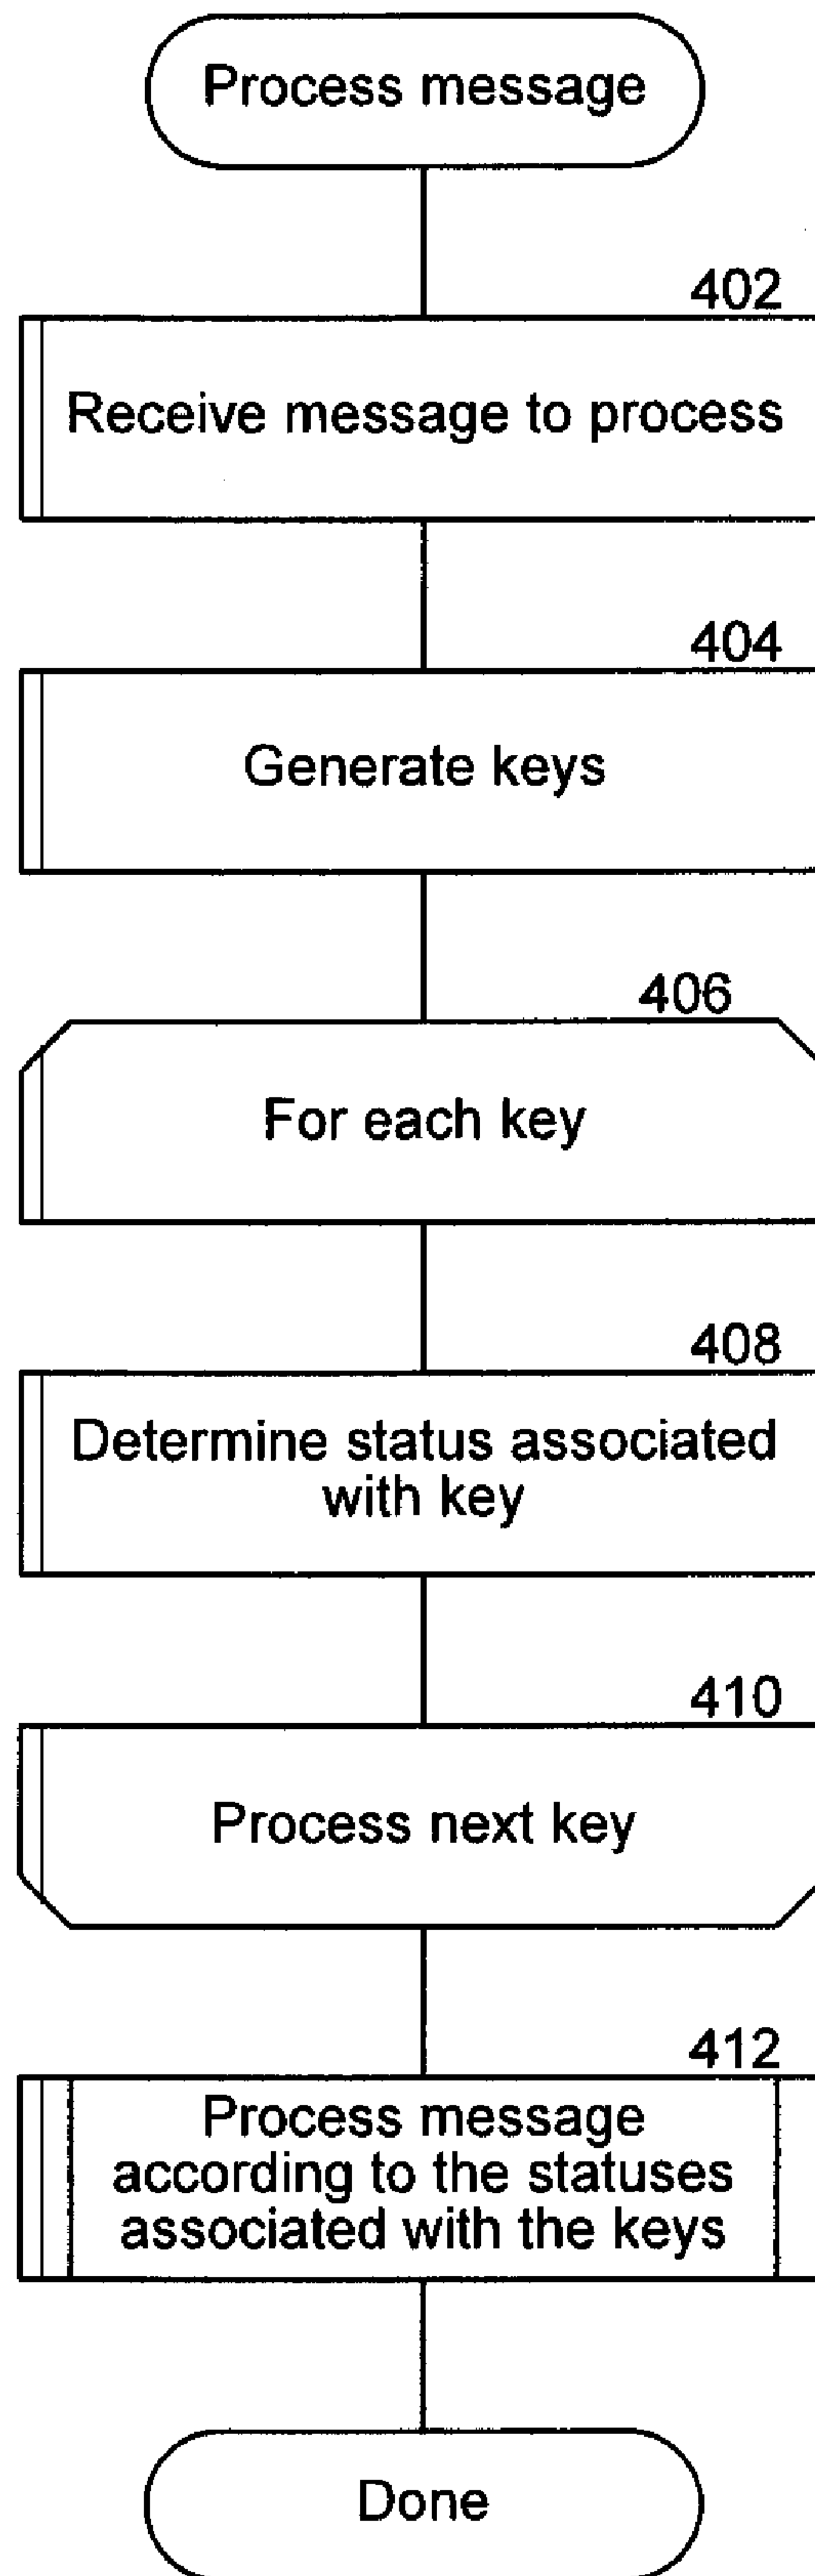 Process message
402
Receive message to process
404
Generate keys
406
For each key
408
Determine status associated
with key
410
Process next key
412
Process message
according to the statuses
associated with the keys
Done